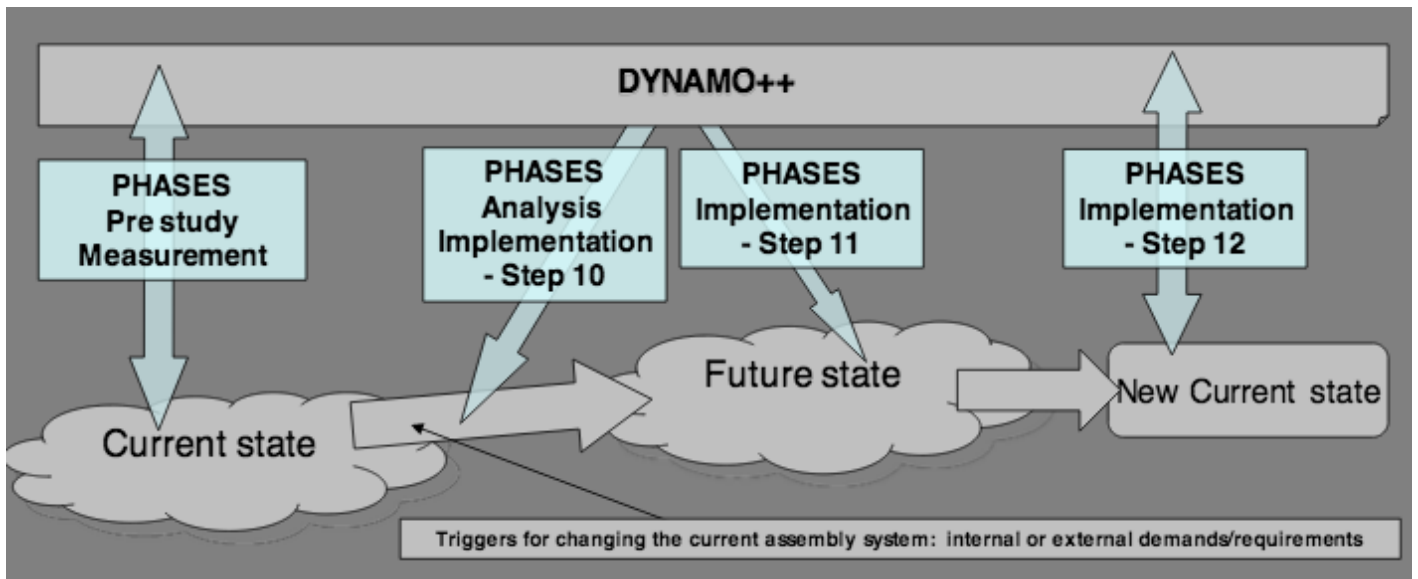 DYNAMO++
PHASES
Pre study
Measurement
PHASES
Analysis
Implementation
- Step 10
PHASES
Implementation
- Step 11
PHASES
Implementation
- Step 12
Current state
Future state
New Current state
Triggers for changing the current assembly system: internal or external demands/requirements